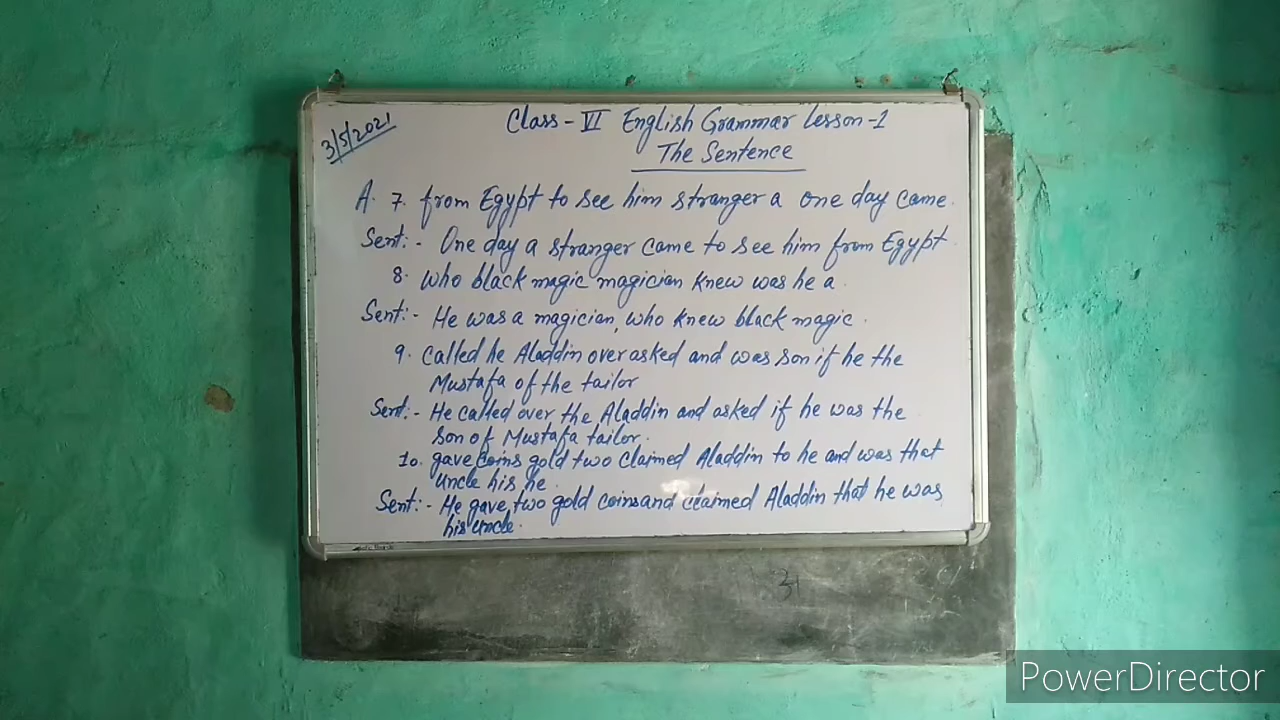 3/5/2021
Class - VI English Grammar Lesson - 1
The Sentence
A. 7. from Egypt to see him stranger a one day came.
Sent:- One day a stranger came to see him from Egypt.
8. who black magic magician knew was he a.
Sent:- He was a magician, who knew black magic.
9. called he Aladdin over asked and was son if he the
Mustafa of the tailor
Sent:- He called over the Aladdin and asked if he was the
son of Mustafa tailor.
10. gave coins gold two claimed Aladdin to he and was that
uncle his he.
Sent:- He gave two gold coins and claimed Aladdin that he was
his uncle.
PowerDirector